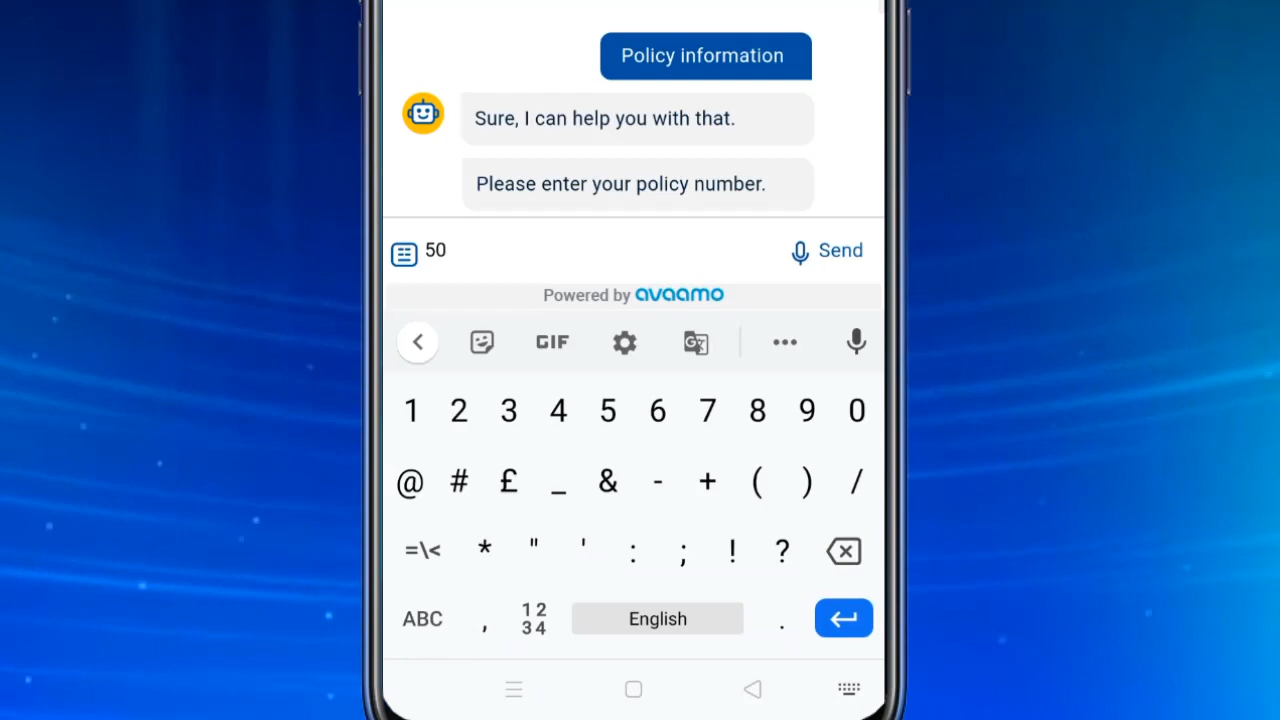 Policy information
Sure, I can help you with that.
Please enter your policy number.
50 Send
Powered by avaamo
GIF
1 2 3 4 5 6 7 8 9 0
@ # £ _ & - + ( ) /
=\< * " ' : ; ! ?
ABC , 12 34 English .